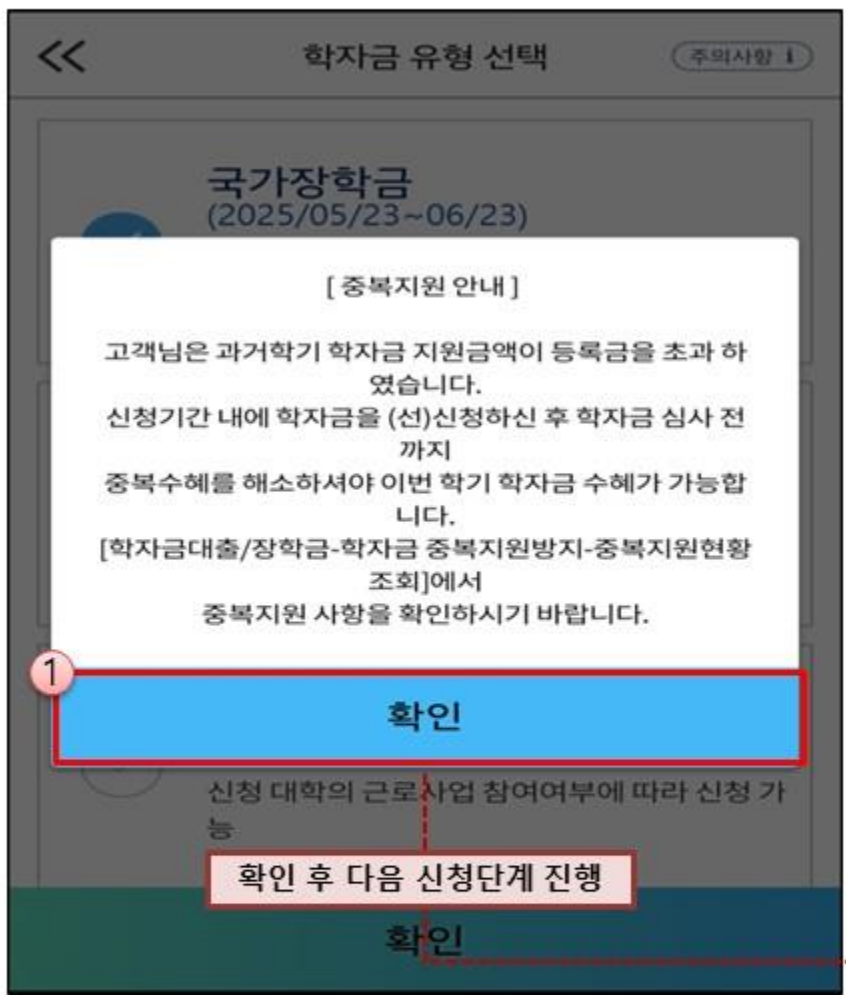 <<
학자금 유형 선택
주의사항 i
국가장학금
(2025/05/23~06/23)
[ 중복지원 안내 ]
고객님은 과거학기 학자금 지원금액이 등록금을 초과 하
였습니다.
신청기간 내에 학자금을 (선)신청하신 후 학자금 심사 전
까지
중복수혜를 해소하셔야 이번 학기 학자금 수혜가 가능합
니다.
[학자금대출/장학금-학자금 중복지원방지-중복지원현황
조회]에서
중복지원 사항을 확인하시기 바랍니다.
1
확인
신청 대학의 근로사업 참여여부에 따라 신청 가
능
확인 후 다음 신청단계 진행
확인